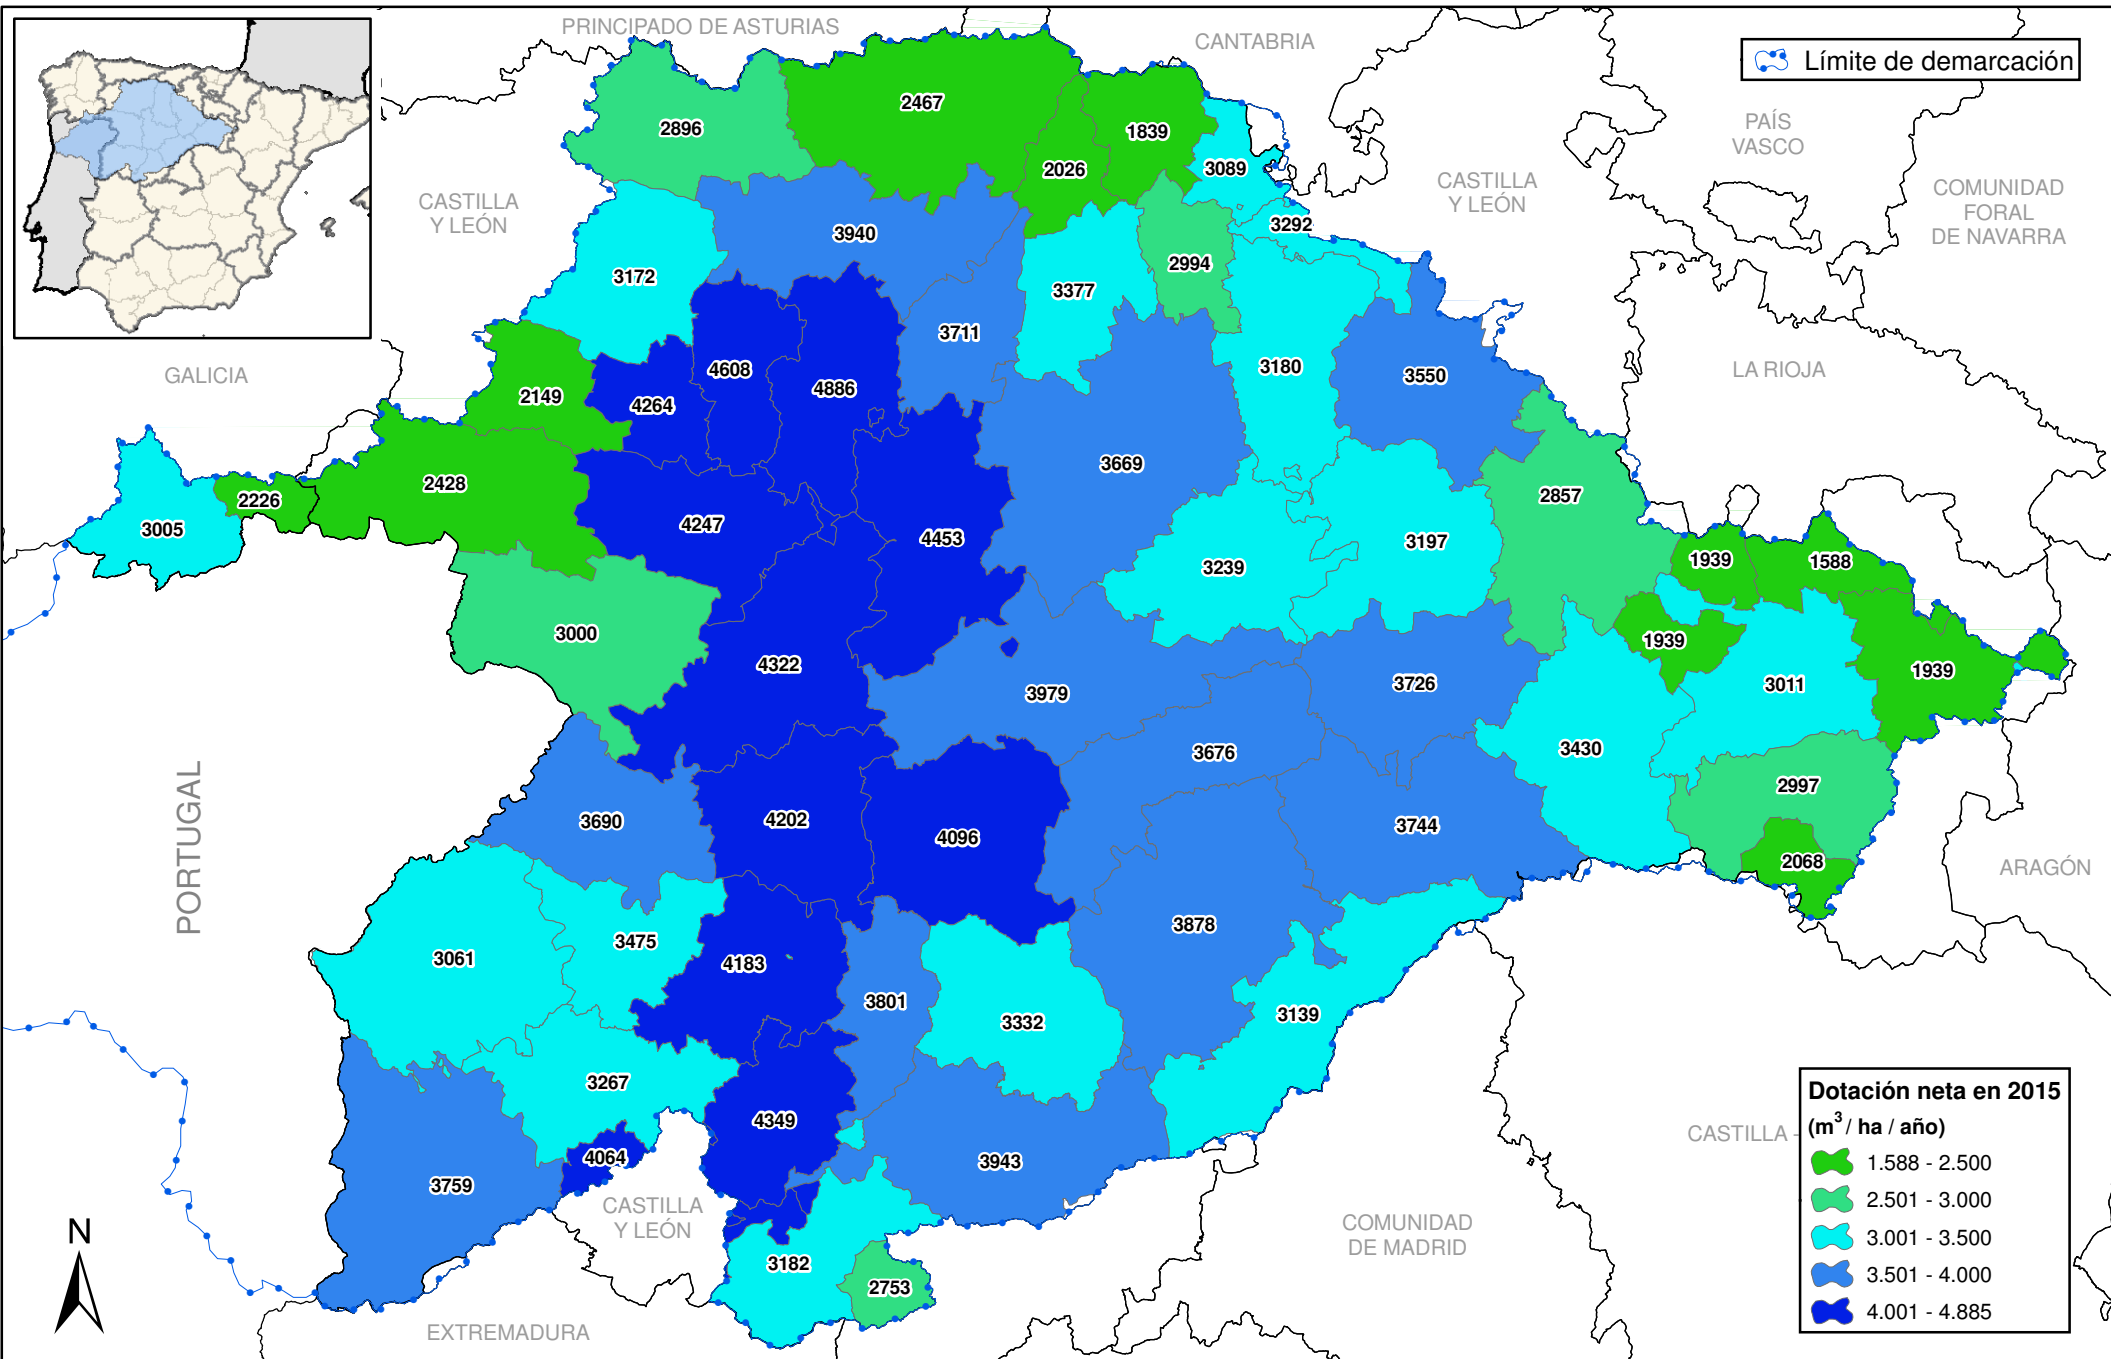 PRINCIPADO DE ASTURIAS
CANTABRIA
Límite de demarcación
2467
2896
1839
PAÍS
VASCO
2026
3089
CASTILLA
Y LEÓN
CASTILLA
Y LEÓN
COMUNIDAD
FORAL
DE NAVARRA
3940
3292
3172
2994
3377
3711
GALICIA
4608
4886
3180
3550
LA RIOJA
2149
4264
3669
2428
2226
2857
3005
4247
4453
3197
3239
1939
1588
3000
1939
4322
3979
3726
3011
1939
3676
3430
2997
PORTUGAL
3690
4202
4096
3744
2068
ARAGÓN
3878
3475
3061
4183
3801
3332
3139
3267
4349
4064
3943
3759
CASTILLA
Y LEÓN
COMUNIDAD
DE MADRID
3182
2753
EXTREMADURA
CASTILLA
N
Dotación neta en 2015
(m³ / ha / año)
1.588 - 2.500
2.501 - 3.000
3.001 - 3.500
3.501 - 4.000
4.001 - 4.885